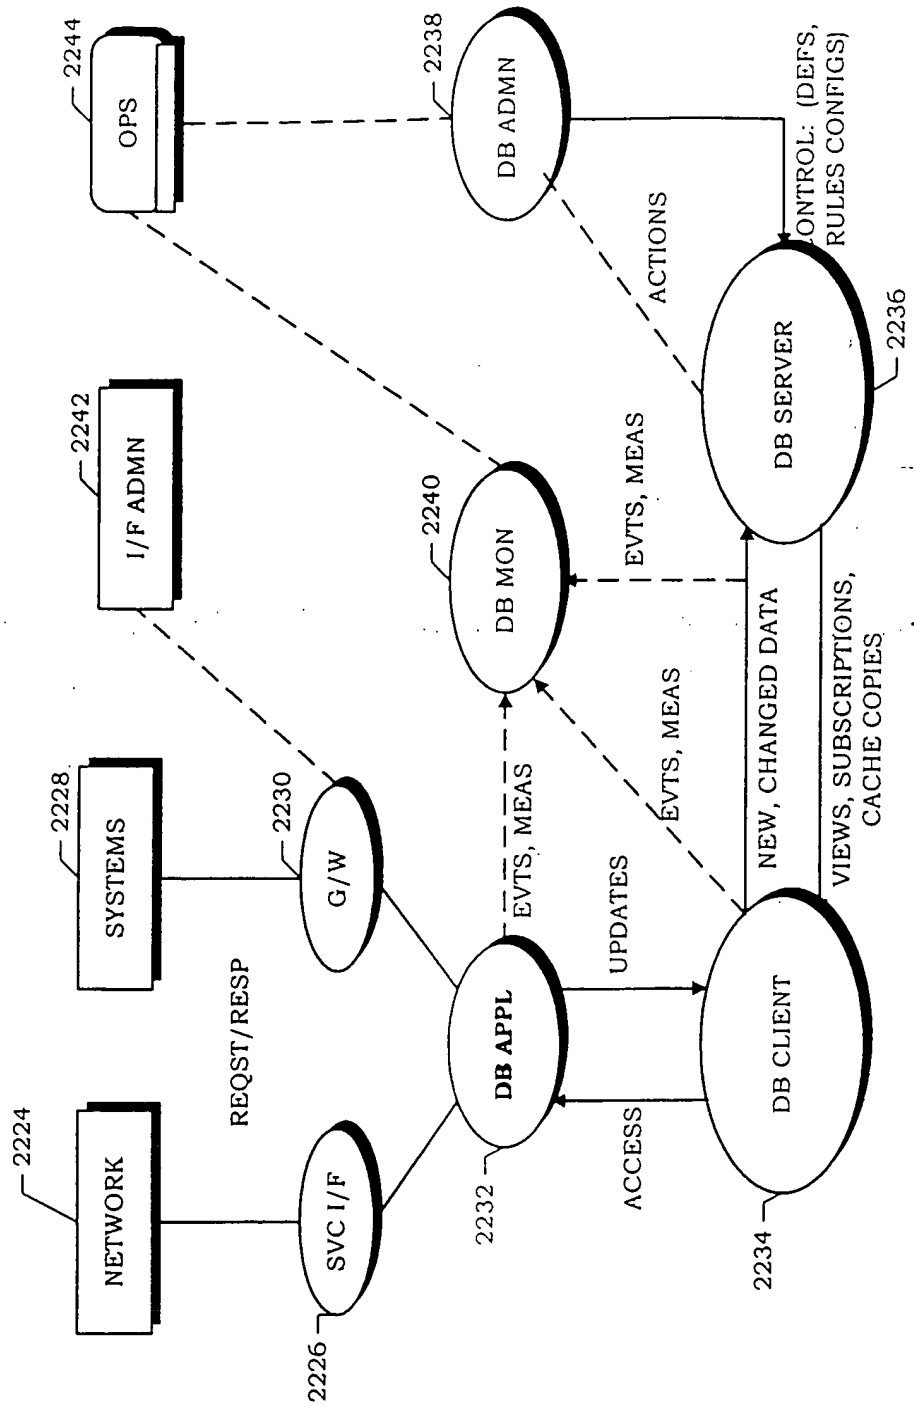 2224
NETWORK
2228
SYSTEMS
2242
I/F ADMN
2244
OPS
REQST/RESP
2226
SVC I/F
2230
G/W
2232
DB APPL
EVTS, MEAS
2240
DB MON
2238
DB ADMN
ACCESS
UPDATES
EVTS, MEAS
EVTS, MEAS
ACTIONS
2234
DB CLIENT
NEW, CHANGED DATA
VIEWS, SUBSCRIPTIONS,
CACHE COPIES
DB SERVER
2236
CONTROL: (DEFS,
RULES CONFIGS)